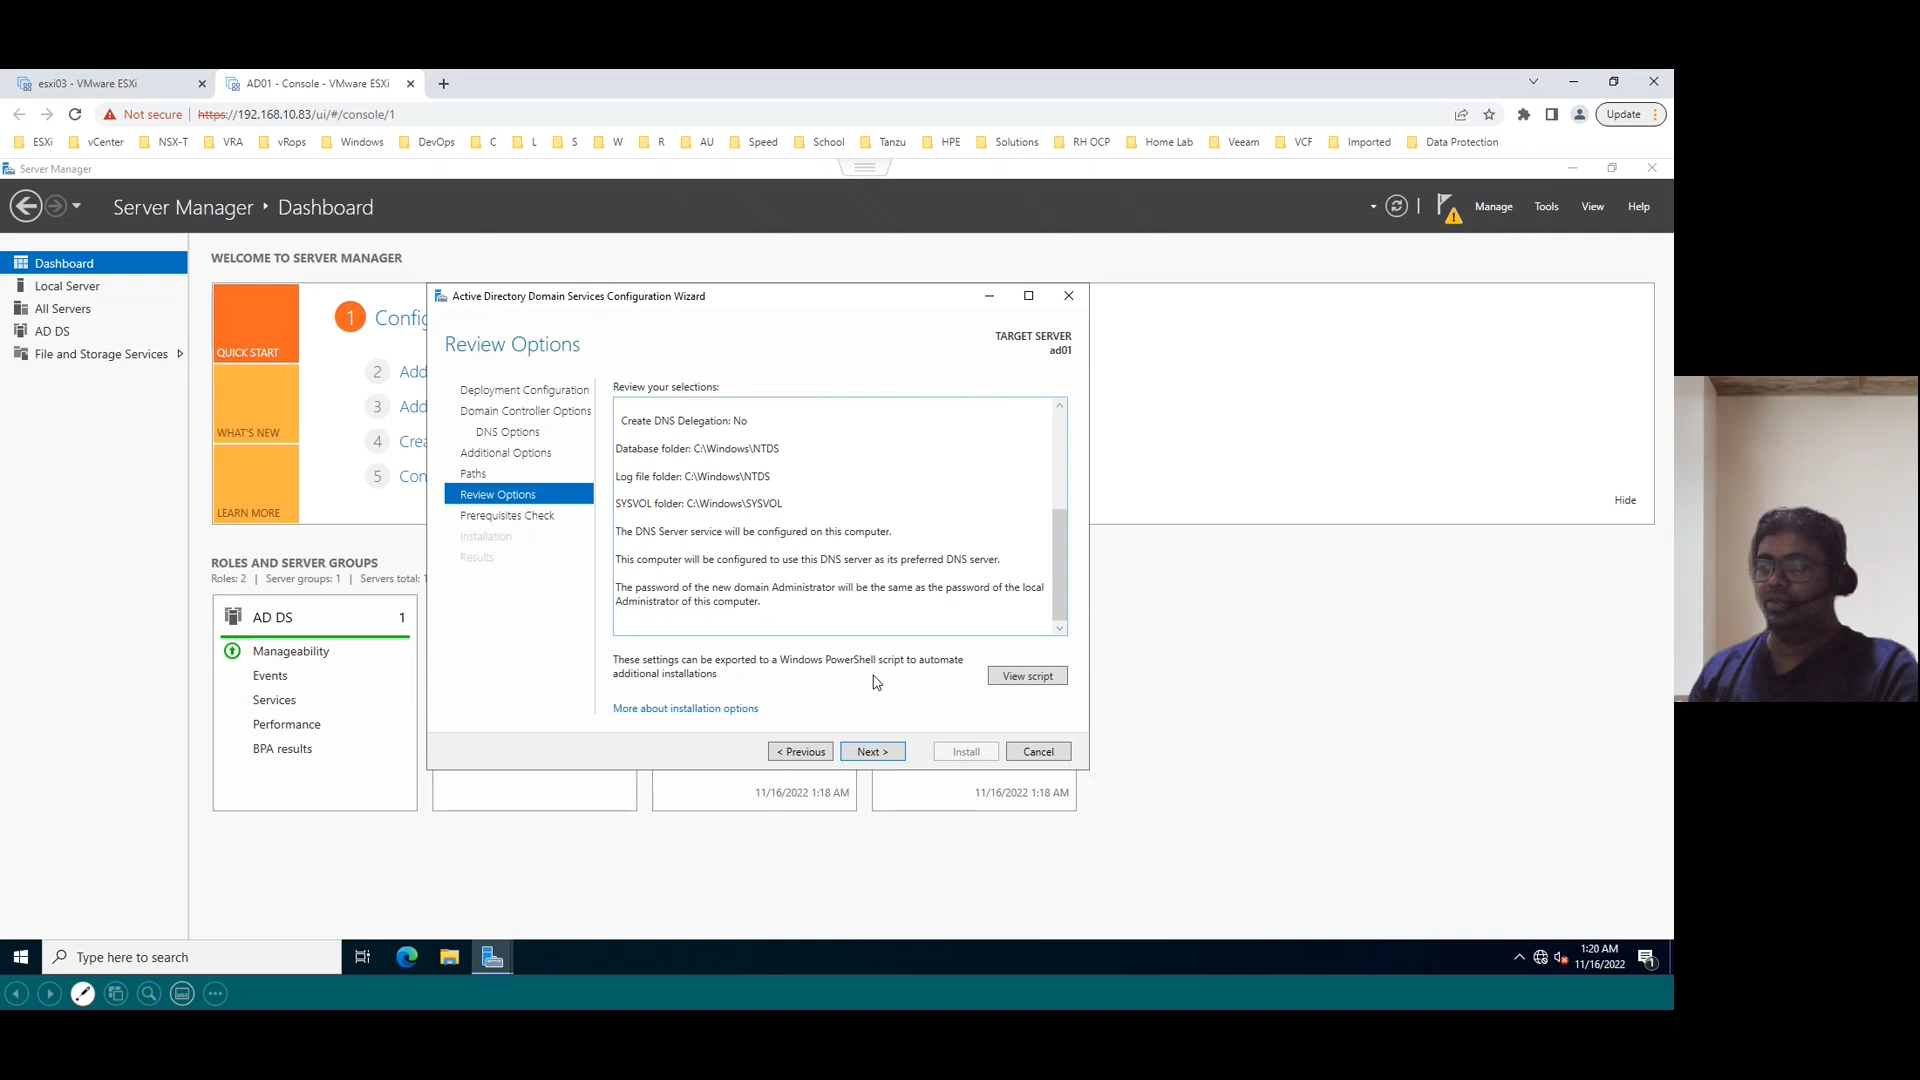 esxi03 - VMware ESXi
AD01 - Console - VMware ESXi
Not secure
https://192.168.10.83/ui/#/console/1
Update
ESXi
vCenter
NSX-T
VRA
vRops
Windows
DevOps
C
L
S
W
R
AU
Speed
School
Tanzu
HPE
Solutions
RH OCP
Home Lab
Veeam
VCF
Imported
Data Protection
Server Manager
Server Manager
Dashboard
Manage
Tools
View
Help
Dashboard
Local Server
All Servers
AD DS
File and Storage Services
WELCOME TO SERVER MANAGER
QUICK START
WHAT'S NEW
LEARN MORE
1
Config
2
Add
3
Add
4
Crea
5
Con
Hide
Active Directory Domain Services Configuration Wizard
Review Options
TARGET SERVER
ad01
Deployment Configuration
Domain Controller Options
DNS Options
Additional Options
Paths
Review Options
Prerequisites Check
Installation
Results
Review your selections:
Create DNS Delegation: No
Database folder: C:\Windows\NTDS
Log file folder: C:\Windows\NTDS
SYSVOL folder: C:\Windows\SYSVOL
The DNS Server service will be configured on this computer.
This computer will be configured to use this DNS server as its preferred DNS server.
The password of the new domain Administrator will be the same as the password of the local
Administrator of this computer.
These settings can be exported to a Windows PowerShell script to automate
additional installations
View script
More about installation options
< Previous
Next >
Install
Cancel
ROLES AND SERVER GROUPS
Roles: 2 | Server groups: 1 | Servers total: 1
AD DS
1
Manageability
Events
Services
Performance
BPA results
11/16/2022 1:18 AM
11/16/2022 1:18 AM
Type here to search
1:20 AM
11/16/2022
1